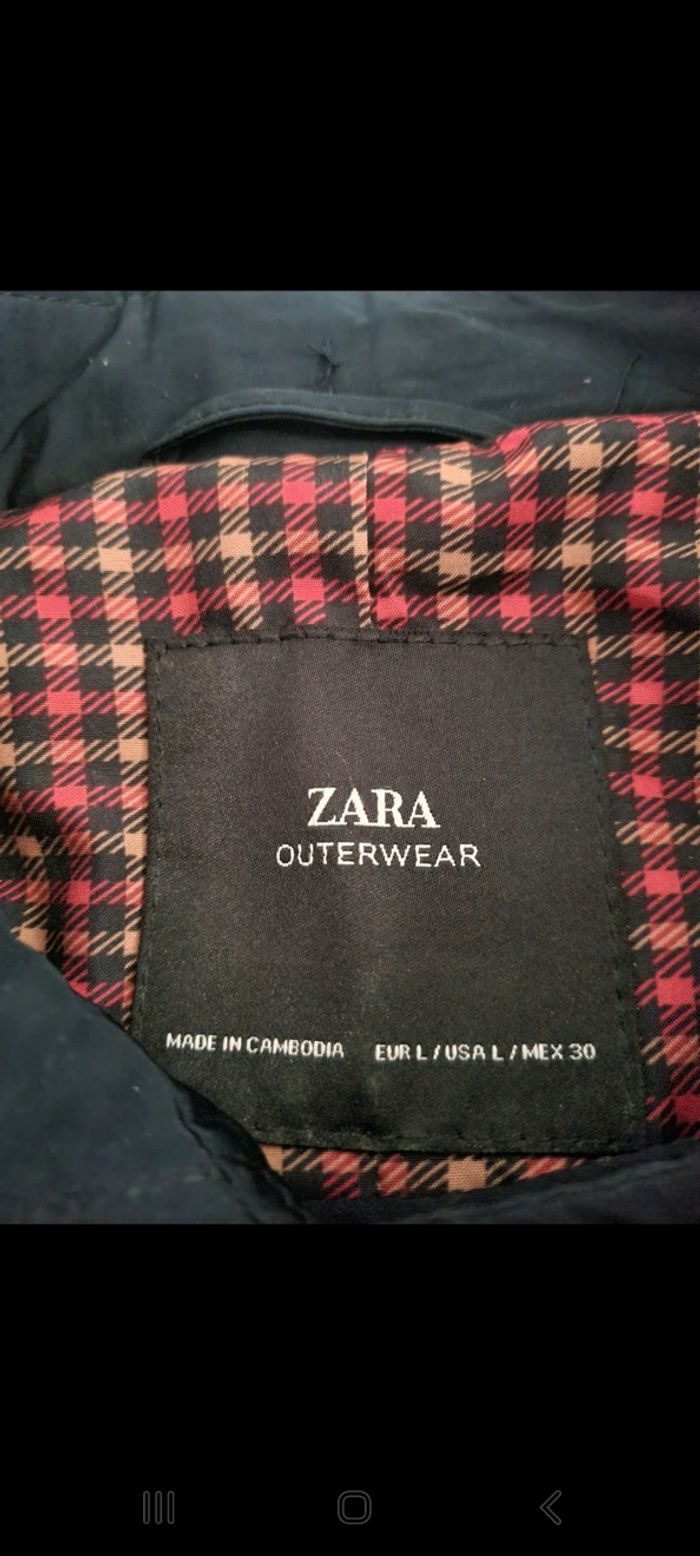 ZARA
OUTERWEAR
MADE IN CAMBODIA EUR L / USA L / MEX 30